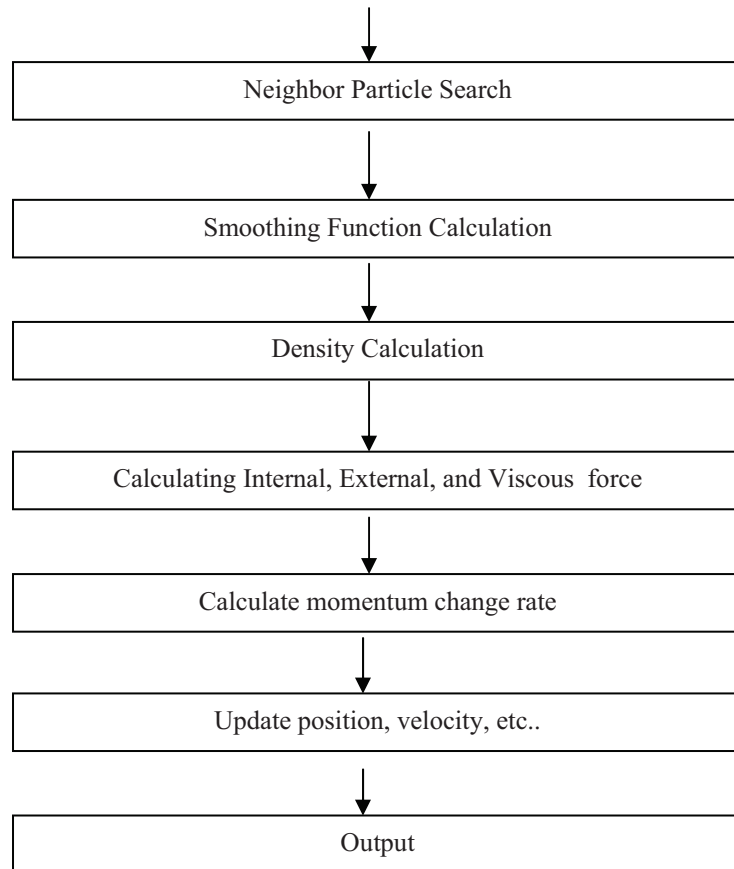 Neighbor Particle Search
Smoothing Function Calculation
Density Calculation
Calculating Internal, External, and Viscous  force
Calculate momentum change rate
Update position, velocity, etc..
Output